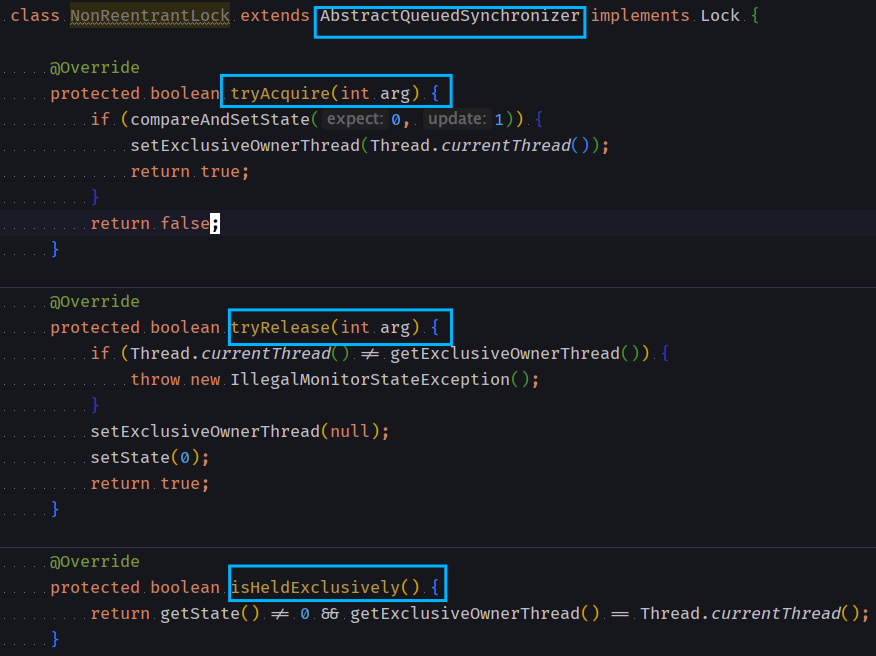 class NonReentrantLock extends AbstractQueuedSynchronizer implements Lock {
@Override
protected boolean tryAcquire(int arg) {
if (compareAndSetState( expect: 0, update: 1)) {
setExclusiveOwnerThread(Thread.currentThread());
return true;
}
return false;
}
@Override
protected boolean tryRelease(int arg) {
if (Thread.currentThread() ≠ getExclusiveOwnerThread()) {
throw new IllegalMonitorStateException();
}
setExclusiveOwnerThread(null);
setState(0);
return true;
}
@Override
protected boolean isHeldExclusively() {
return getState() ≠ 0 && getExclusiveOwnerThread() == Thread.currentThread();
}